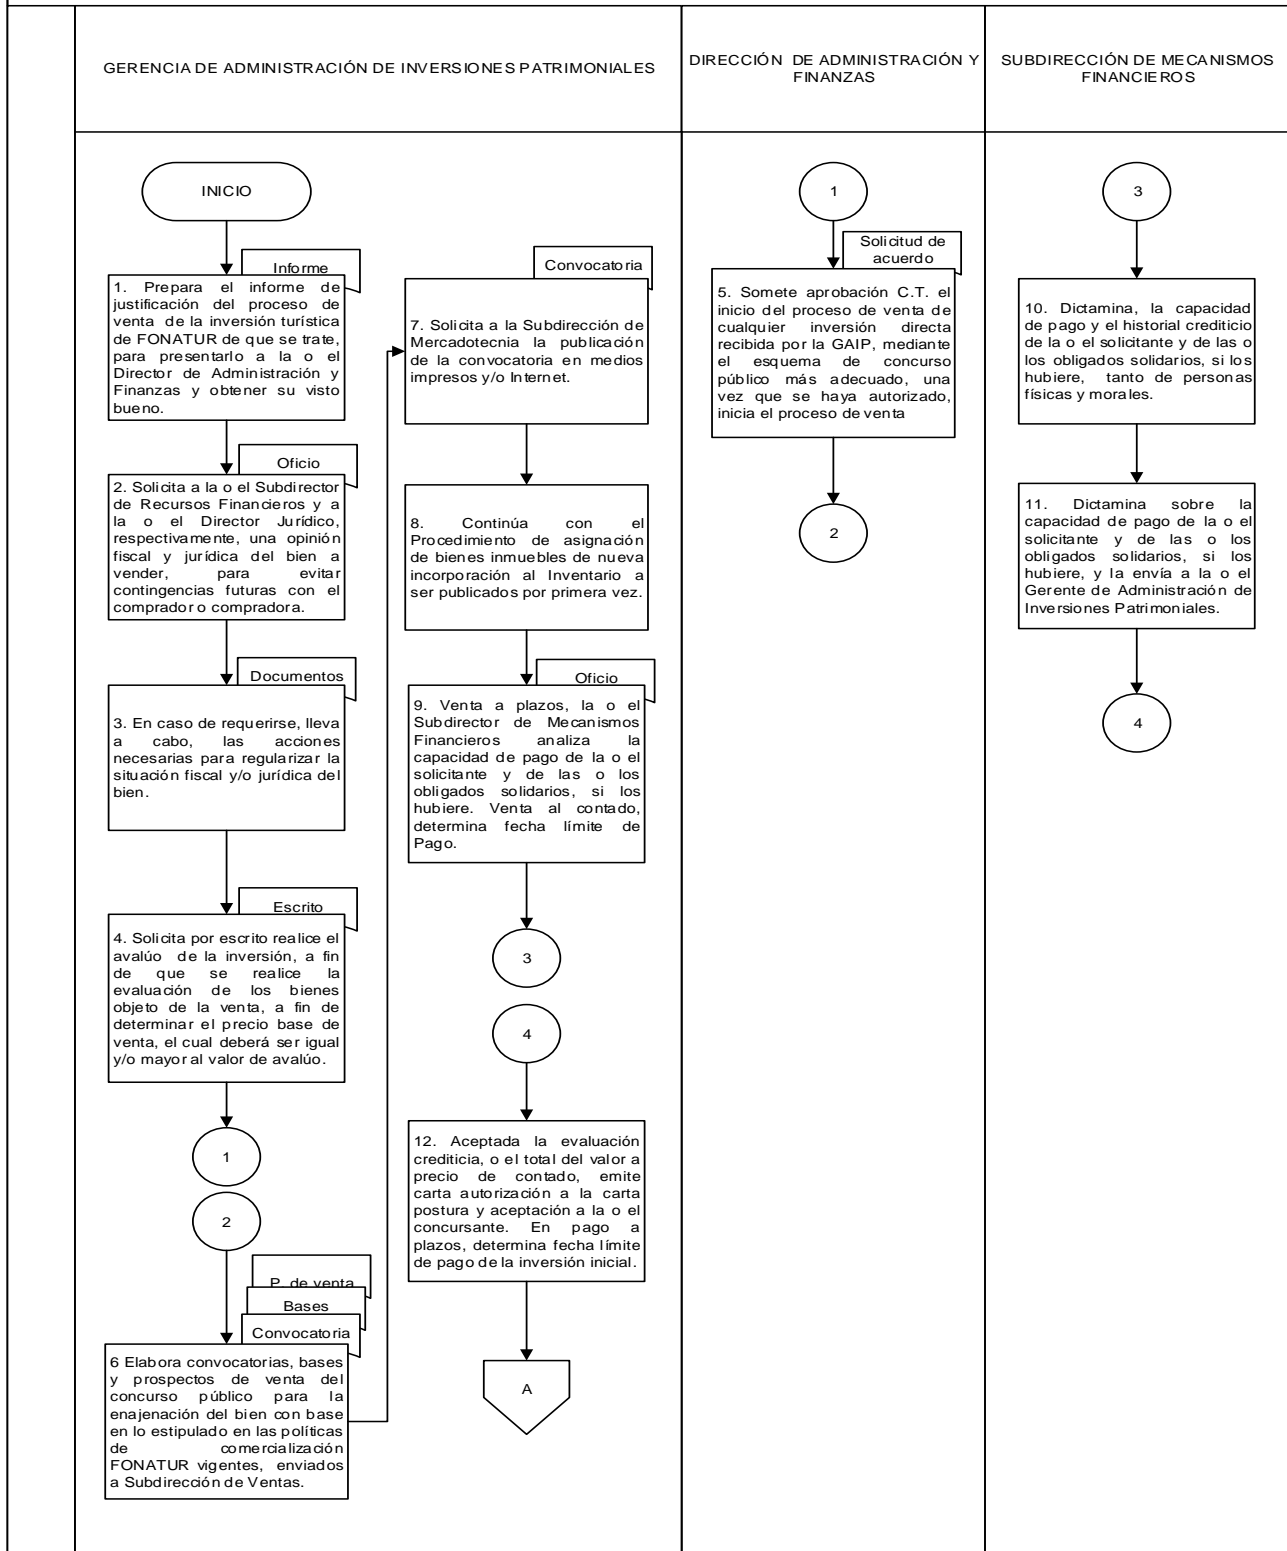 GERENCIA DE ADMINISTRACIÓN DE INVERSIONES PATRIMONIALES
DIRECCIÓN DE ADMINISTRACIÓN Y
FINANZAS
SUBDIRECCIÓN DE MECANISMOS
FINANCIEROS
INICIO
Informe
1. Prepara el informe de
justificación del proceso de
venta de la inversión turística
de FONATUR de que se trate,
para presentarlo a la o el
Director de Administración y
Finanzas y obtener su visto
bueno.
Oficio
2. Solicita a la o el Subdirector
de Recursos Financieros y a
la o el Director Jurídico,
respectivamente, una opinión
fiscal y jurídica del bien a
vender, para evitar
contingencias futuras con el
comprador o compradora.
Documentos
3. En caso de requerirse, lleva
a cabo, las acciones
necesarias para regularizar la
situación fiscal y/o jurídica del
bien.
Escrito
4. Solicita por escrito realice el
avalúo de la inversión, a fin
de que se realice la
evaluación de los bienes
objeto de la venta, a fin de
determinar el precio base de
venta, el cual deberá ser igual
y/o mayor al valor de avalúo.
1
2
P. de venta
Bases
Convocatoria
6 Elabora convocatorias, bases
y prospectos de venta del
concurso público para la
enajenación del bien con base
en lo estipulado en las políticas
de comercialización
FONATUR vigentes, enviados
a Subdirección de Ventas.
Convocatoria
7. Solicita a la Subdirección de
Mercadotecnia la publicación
de la convocatoria en medios
impresos y/o Internet.
8. Continúa con el
Procedimiento de asignación
de bienes inmuebles de nueva
incorporación al Inventario a
ser publicados por primera vez.
Oficio
9. Venta a plazos, la o el
Subdirector de Mecanismos
Financieros analiza la
capacidad de pago de la o el
solicitante y de las o los
obligados solidarios, si los
hubiere. Venta al contado,
determina fecha límite de
Pago.
3
4
12. Aceptada la evaluación
crediticia, o el total del valor a
precio de contado, emite
carta autorización a la carta
postura y aceptación a la o el
concursante. En pago a
plazos, determina fecha límite
de pago de la inversión inicial.
A
1
Solicitud de
acuerdo
5. Somete aprobación C.T. el
inicio del proceso de venta de
cualquier inversión directa
recibida por la GAIP, mediante
el esquema de concurso
público más adecuado, una
vez que se haya autorizado,
inicia el proceso de venta
2
3
10. Dictamina, la capacidad
de pago y el historial crediticio
de la o el solicitante y de las o
los obligados solidarios, si los
hubiere, tanto de personas
físicas y morales.
11. Dictamina sobre la
capacidad de pago de la o el
solicitante y de las o los
obligados solidarios, si los
hubiere, y la envía a la o el
Gerente de Administración de
Inversiones Patrimoniales.
4